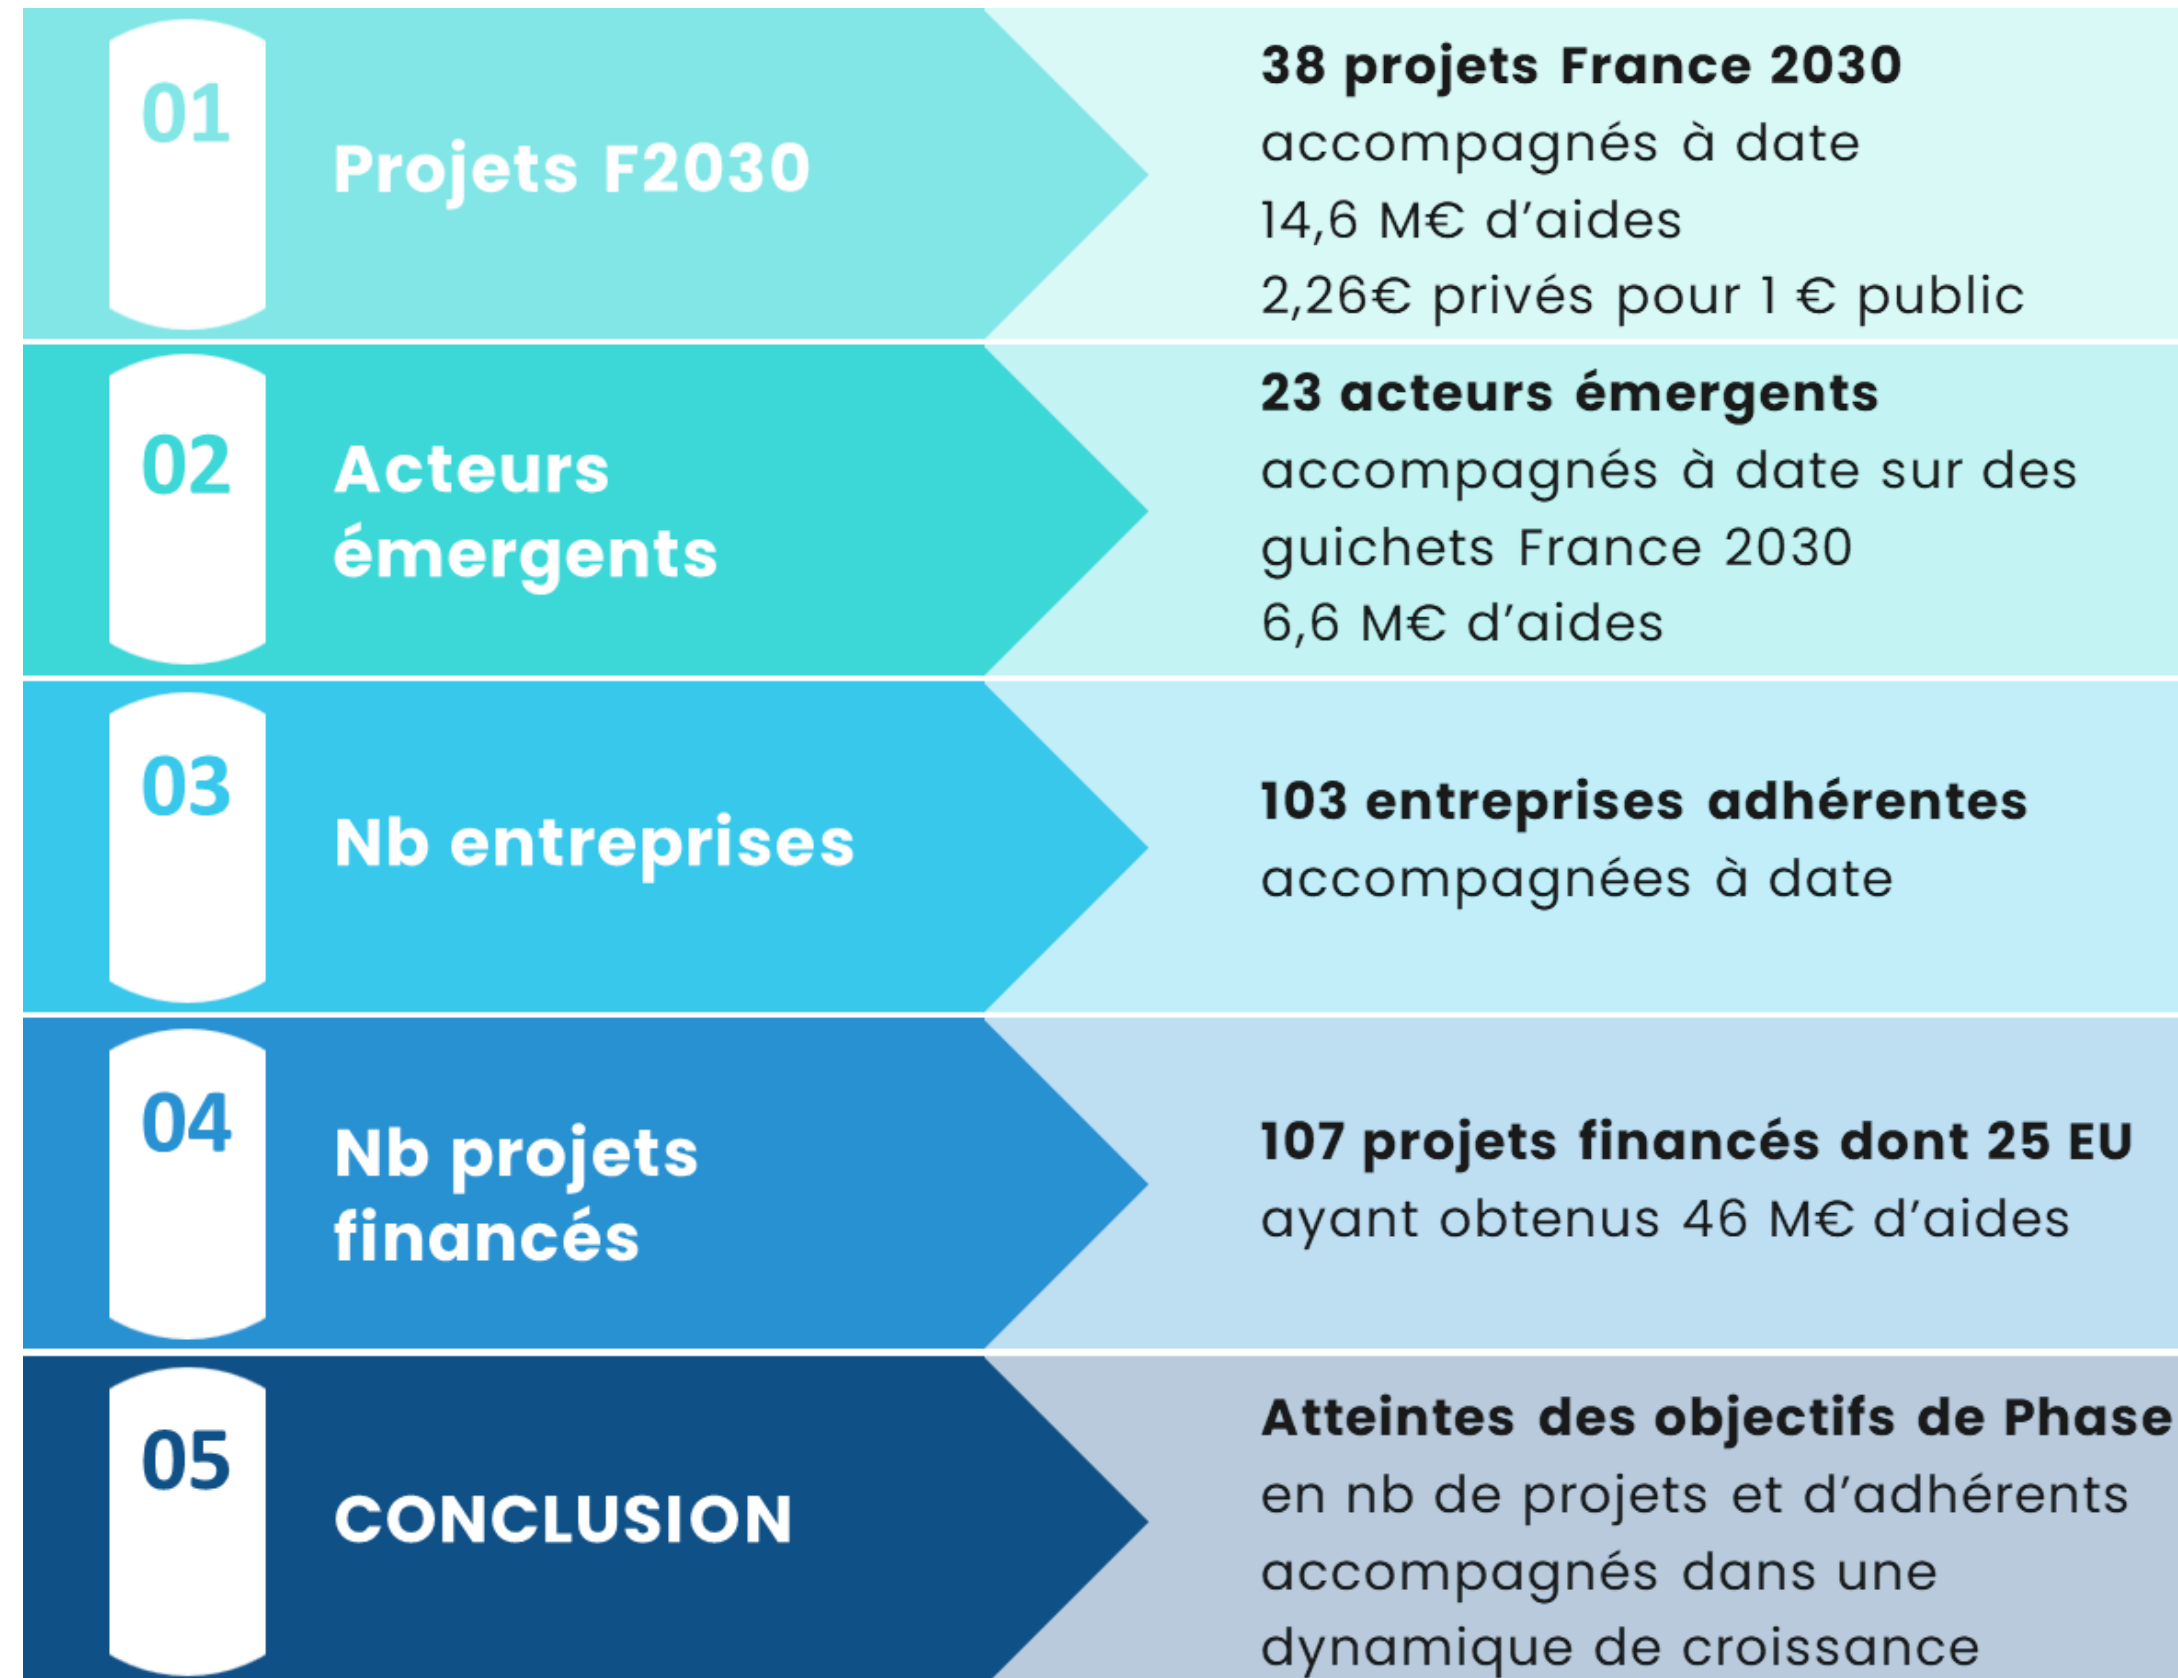 01
Projets F2030
38 projets France 2030
accompagnés à date
14,6 M€ d’aides
2,26€ privés pour 1 € public
02
Acteurs
émergents
23 acteurs émergents
accompagnés à date sur des
guichets France 2030
6,6 M€ d’aides
03
Nb entreprises
103 entreprises adhérentes
accompagnées à date
04
Nb projets
financés
107 projets financés dont 25 EU
ayant obtenus 46 M€ d’aides
05
CONCLUSION
Atteintes des objectifs de Phase
en nb de projets et d’adhérents
accompagnés dans une
dynamique de croissance